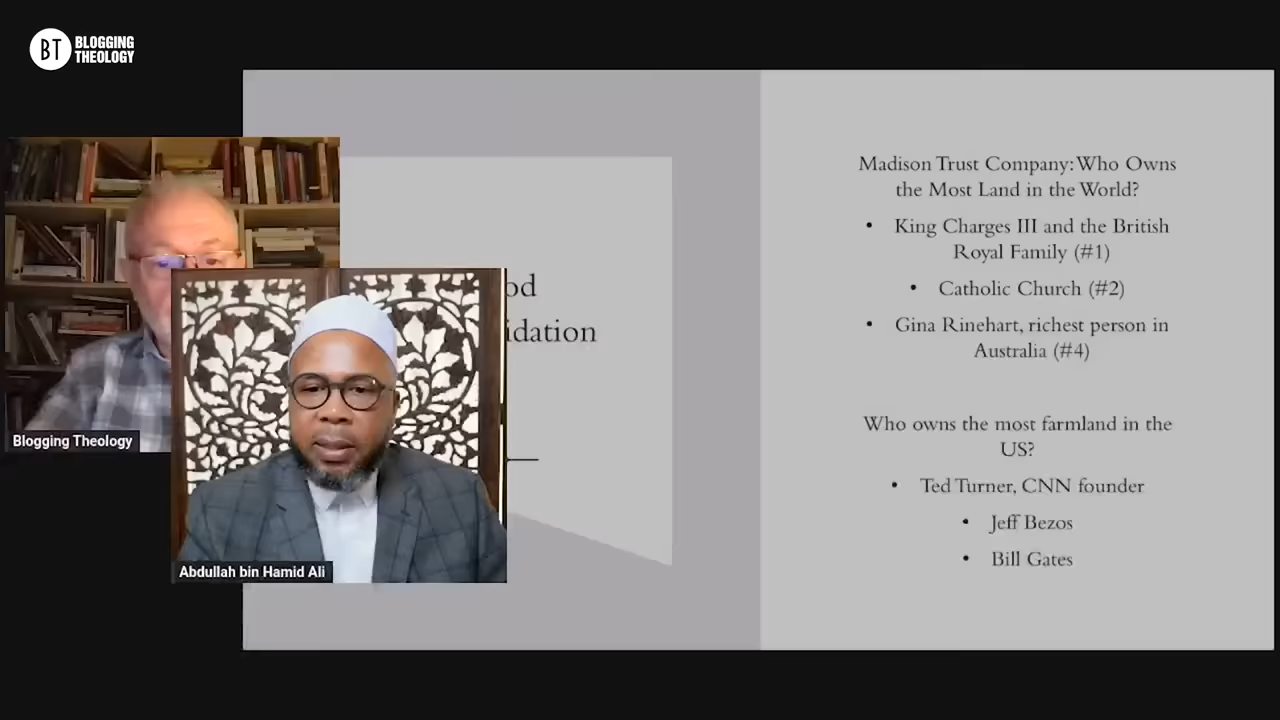 BT BLOGGING
THEOLOGY
Blogging Theology
Abdullah bin Hamid Ali
Madison Trust Company: Who Owns
the Most Land in the World?
• King Charges III and the British
Royal Family (#1)
• Catholic Church (#2)
• Gina Rinehart, richest person in
Australia (#4)
Who owns the most farmland in the
US?
• Ted Turner, CNN founder
• Jeff Bezos
• Bill Gates